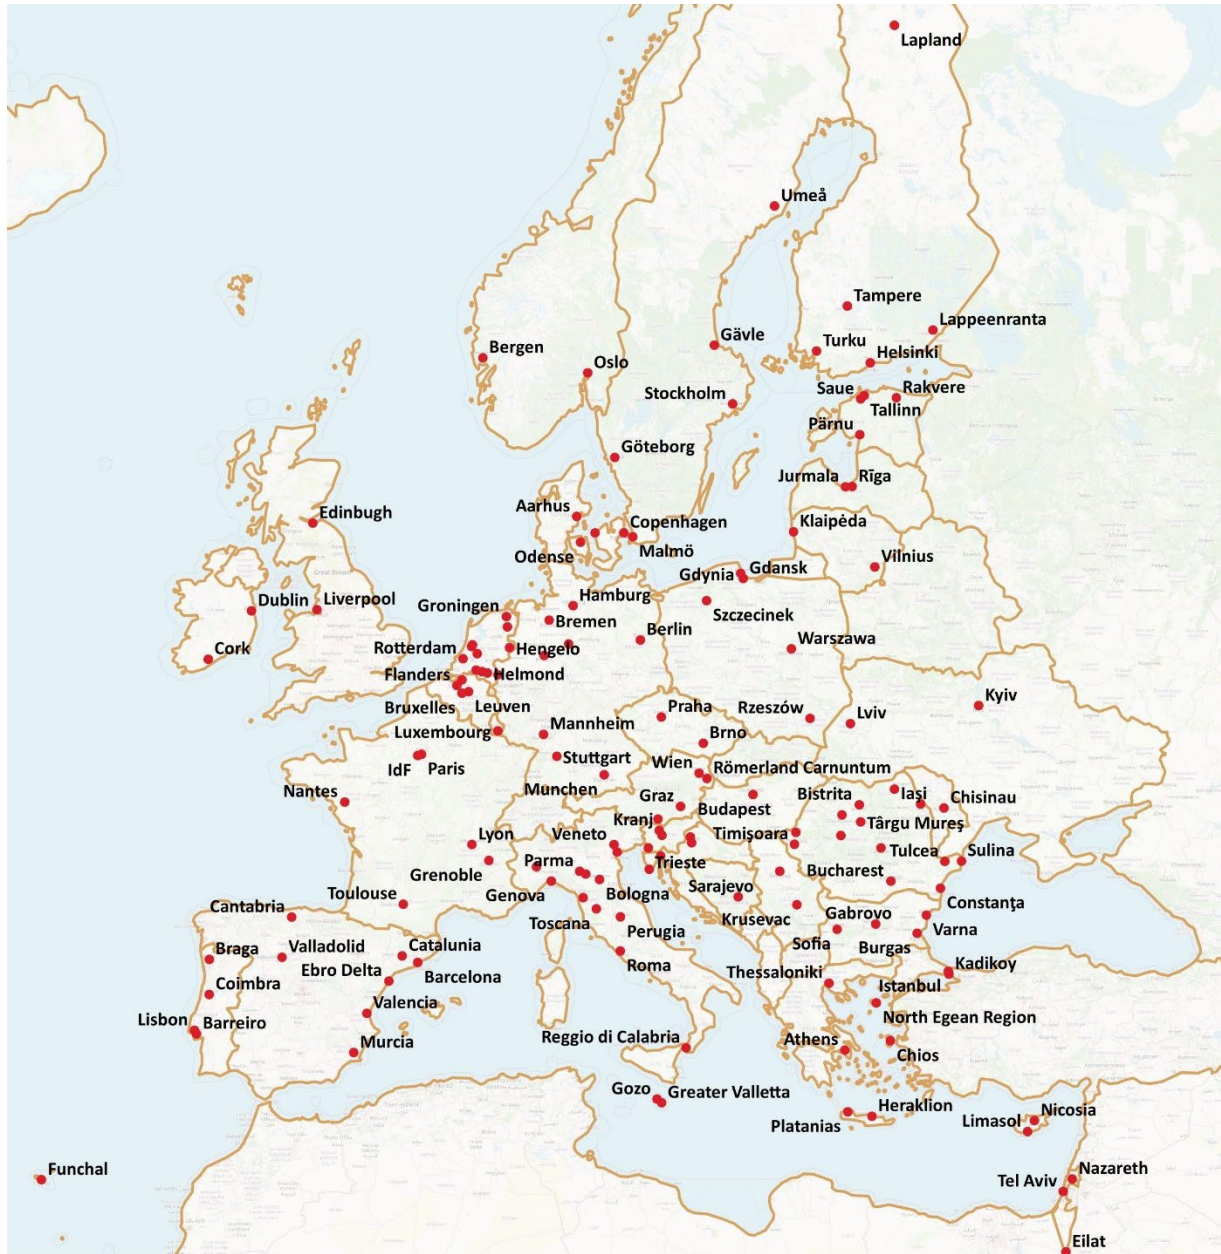 Lapland
Umeå
Tampere
Lappeenranta
Gävle
Turku
Helsinki
Bergen
Oslo
Stockholm
Saue
Rakvere
Tallinn
Pärnu
Göteborg
Jurmala
Rīga
Aarhus
Edinbugh
Copenhagen
Klaipėda
Odense
Malmö
Vilnius
Gdynia
Gdansk
Great Breta
Dublin
Liverpool
Groningen
Hamburg
Szczecinek
Bremen
Berlin
Warszawa
Cork
Rotterdam
Hengelo
Flanders
Helmond
Kyiv
Bruxelles
Leuven
Praha
Rzeszów
Lviv
Luxembourg
Mannheim
Brno
IdF
Paris
Stuttgart
Wien
Römerland Carnuntum
Nantes
Munchen
Graz
Budapest
Bistrita
Iaşi
Chisinau
Kranj
Târgu Mureş
Lyon
Veneto
Timişoara
Grenoble
Parma
Trieste
Tulcea
Sulina
Bucharest
Toulouse
Genova
Bologna
Sarajevo
Cantabria
Toscana
Krusevac
Gabrovo
Constanţa
Perugia
Varna
Braga
Valladolid
Catalunia
Sofia
Burgas
Ebro Delta
Barcelona
Roma
Thessaloniki
Kadikoy
Istanbul
Coimbra
Valencia
North Egean Region
Lisbon
Barreiro
Murcia
Reggio di Calabria
Athens
Chios
Gozo
Greater Valletta
Heraklion
Platanias
Limasol
Nicosia
Funchal
Nazareth
Tel Aviv
Eilat